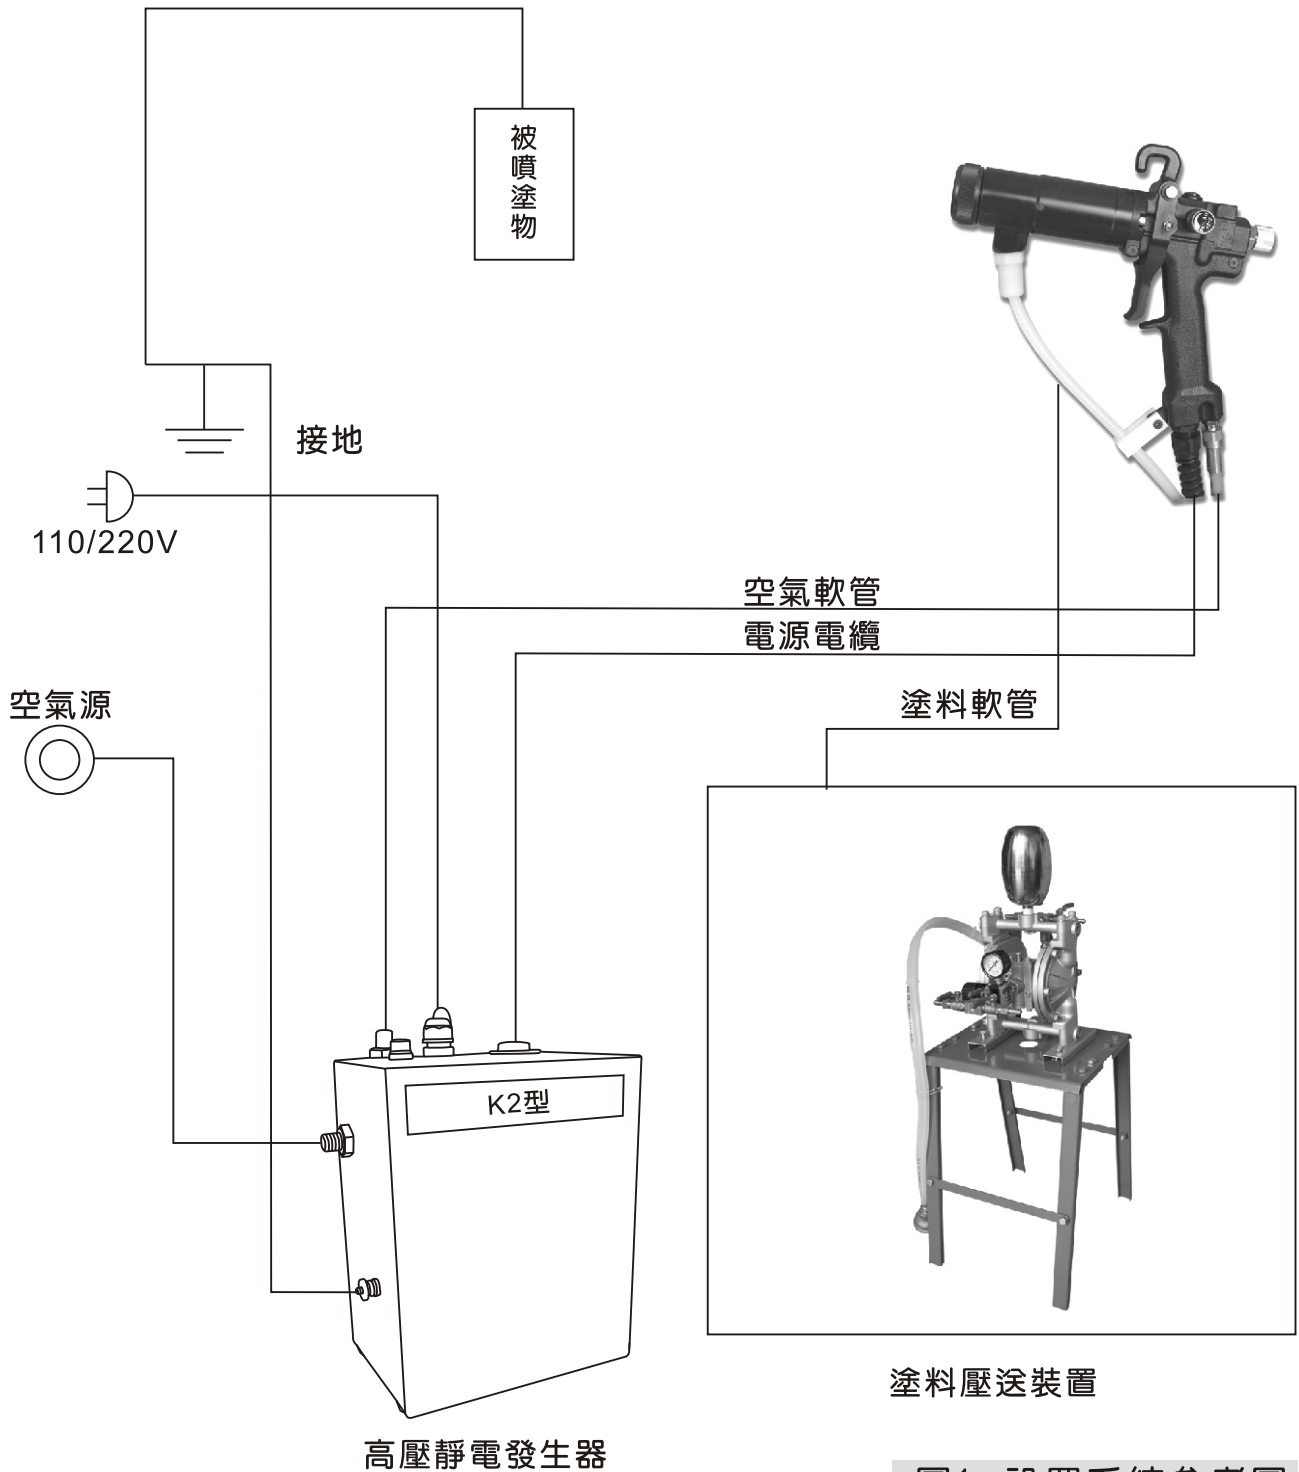 被噴塗物
接地
110/220V
空氣軟管
電源電纜
空氣源
塗料軟管
K2型
塗料壓送裝置
高壓靜電發生器